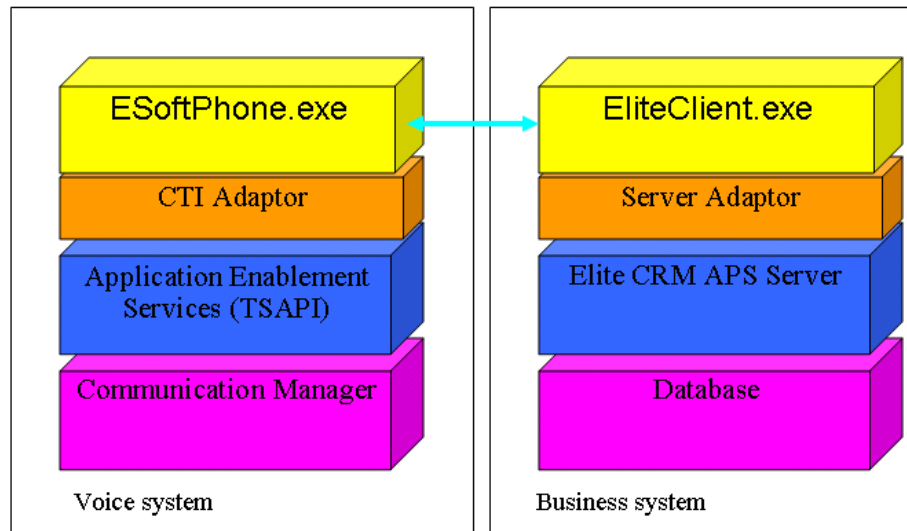 ESoftPhone.exe
CTI Adaptor
Application Enablement
Services (TSAPI)
Communication Manager
Voice system
EliteClient.exe
Server Adaptor
Elite CRM APS Server
Database
Business system